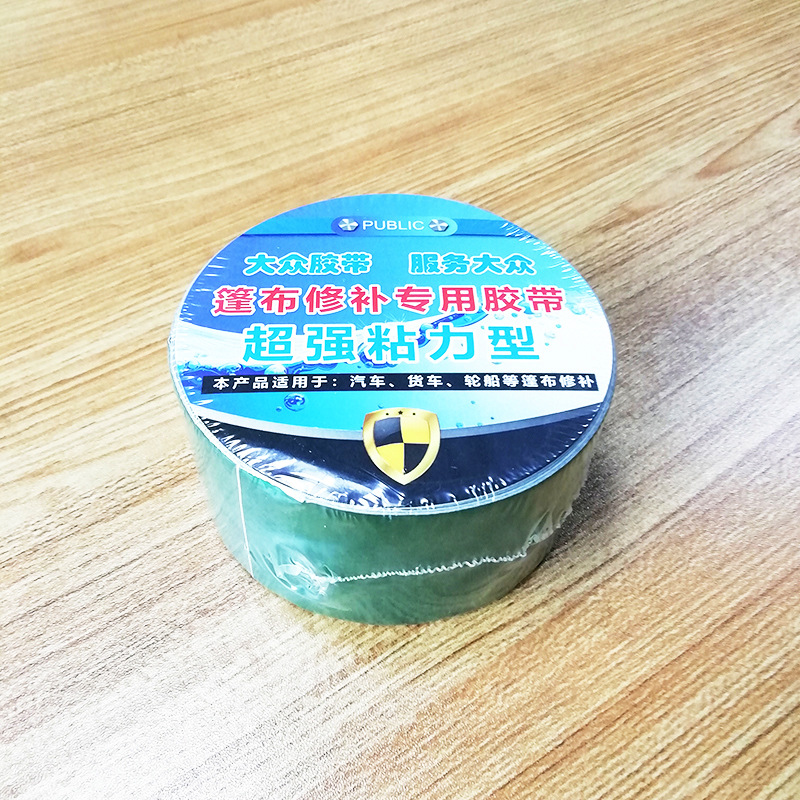 PUBLIC
大众胶带 服务大众
篷布修补专用胶带
超强粘力型
本产品适用于：汽车、货车、轮船等篷布修补